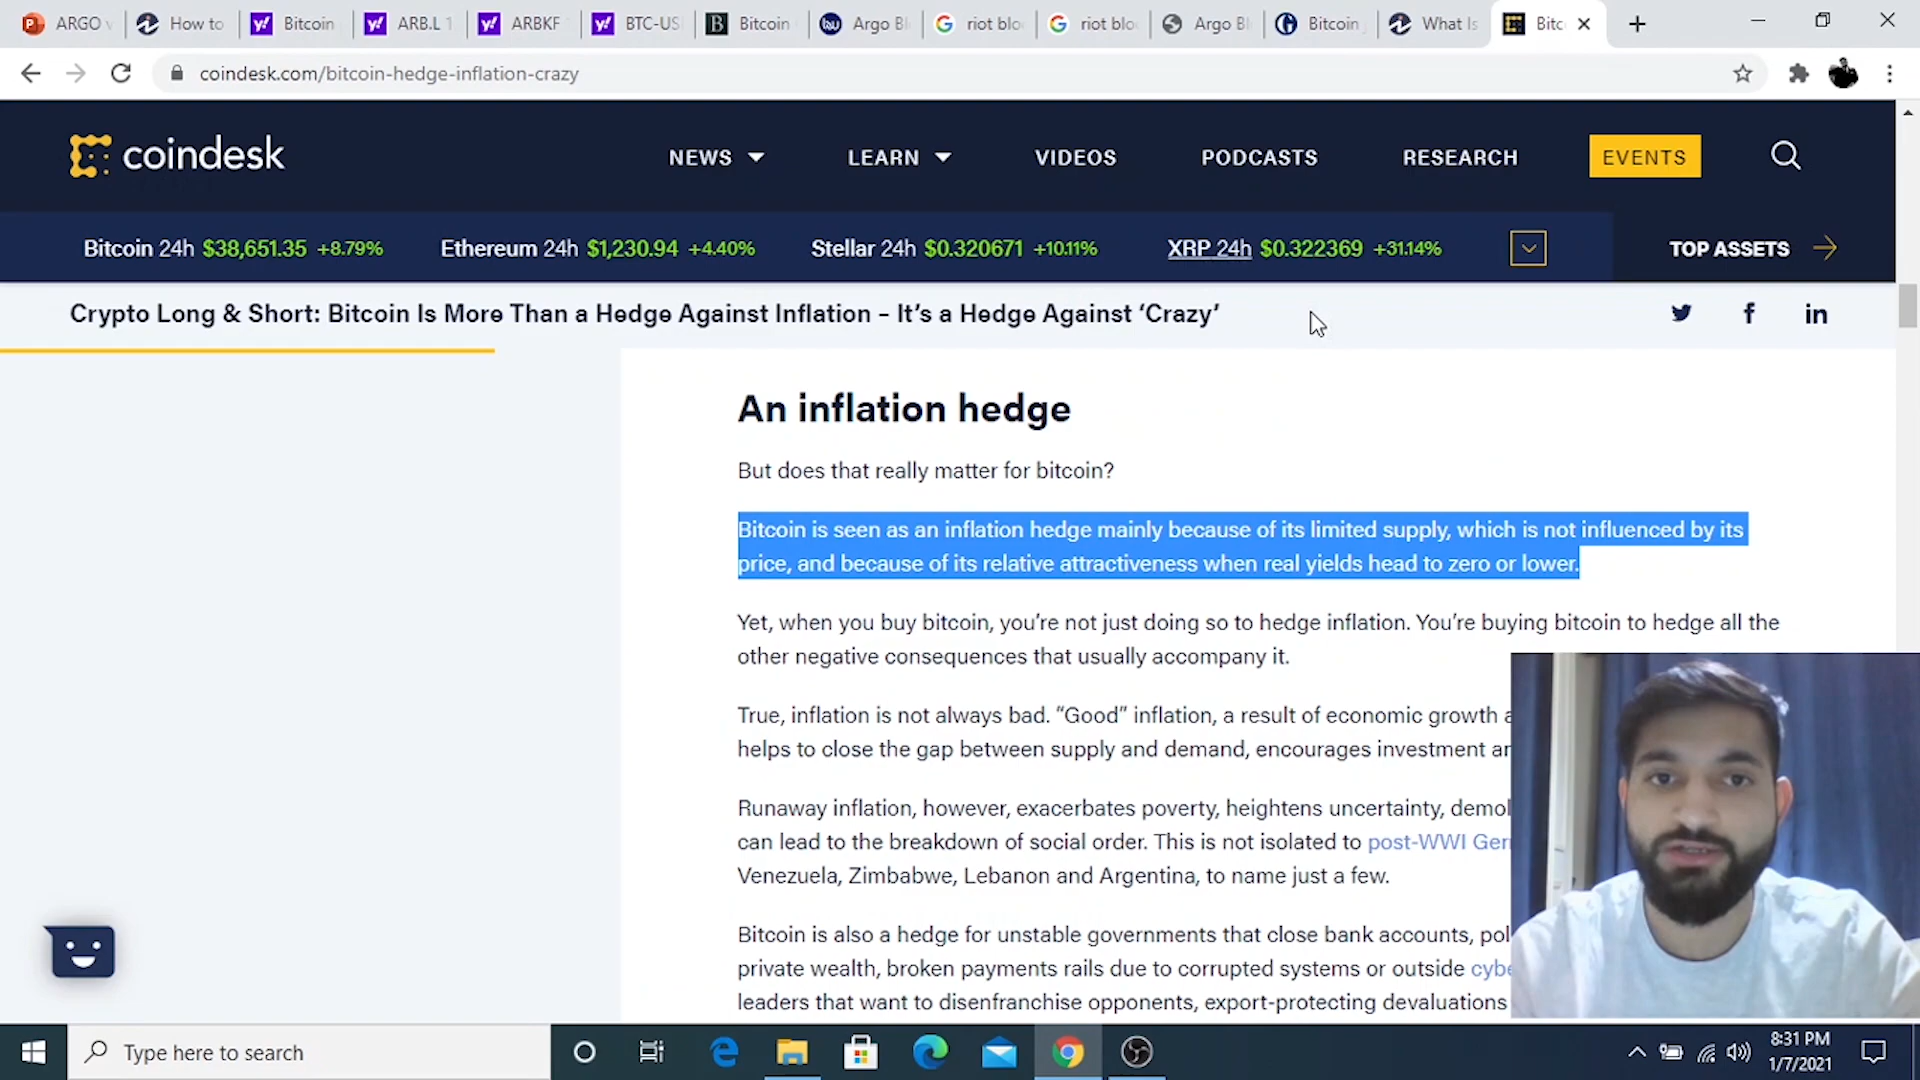 ARGO
How to
Bitcoin
ARB.L 1
ARBKF
BTC-US
Bitcoin
Argo Bl
riot blo
riot blo
Argo Bl
Bitcoin
What Is
Bitc
coindesk.com/bitcoin-hedge-inflation-crazy
coindesk
NEWS
LEARN
VIDEOS
PODCASTS
RESEARCH
EVENTS
Bitcoin 24h $38,651.35 +8.79%
Ethereum 24h $1,230.94 +4.40%
Stellar 24h $0.320671 +10.11%
XRP 24h $0.322369 +31.14%
TOP ASSETS
Crypto Long & Short: Bitcoin Is More Than a Hedge Against Inflation – It’s a Hedge Against ‘Crazy’
An inflation hedge
But does that really matter for bitcoin?
Bitcoin is seen as an inflation hedge mainly because of its limited supply, which is not influenced by its
price, and because of its relative attractiveness when real yields head to zero or lower.
Yet, when you buy bitcoin, you’re not just doing so to hedge inflation. You’re buying bitcoin to hedge all the
other negative consequences that usually accompany it.
True, inflation is not always bad. “Good” inflation, a result of economic growth
helps to close the gap between supply and demand, encourages investment
Runaway inflation, however, exacerbates poverty, heightens uncertainty,
can lead to the breakdown of social order. This is not isolated to post-WWI
Venezuela, Zimbabwe, Lebanon and Argentina, to name just a few.
Bitcoin is also a hedge for unstable governments that close bank accounts,
private wealth, broken payments rails due to corrupted systems or outside
leaders that want to disenfranchise opponents, export-protecting devaluations
Type here to search
8:31 PM
1/7/2021